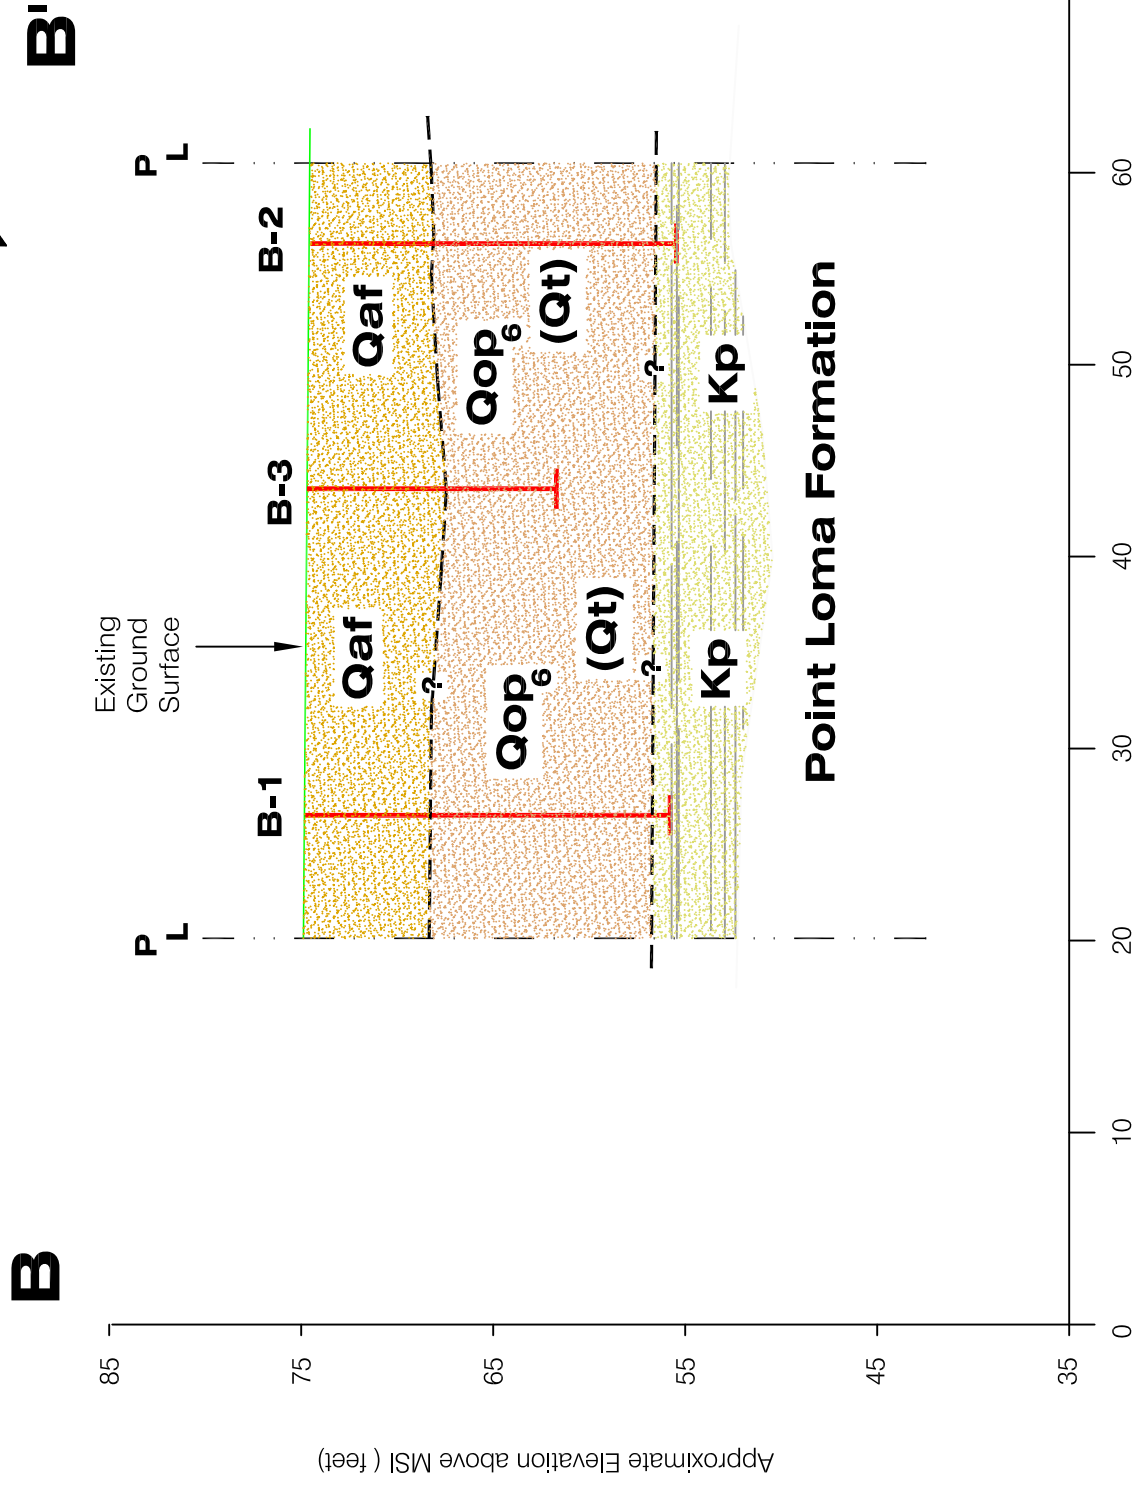 B
B'
P
L
P
L
Existing
Ground
Surface
B-1
B-3
B-2
Qaf
Qaf
Qop6
(Qt)
Qop6
(Qt)
?
?
?
Kp
Kp
Point Loma Formation
85
75
65
55
45
35
Approximate Elevation above MSl ( feet)
0
10
20
30
40
50
60